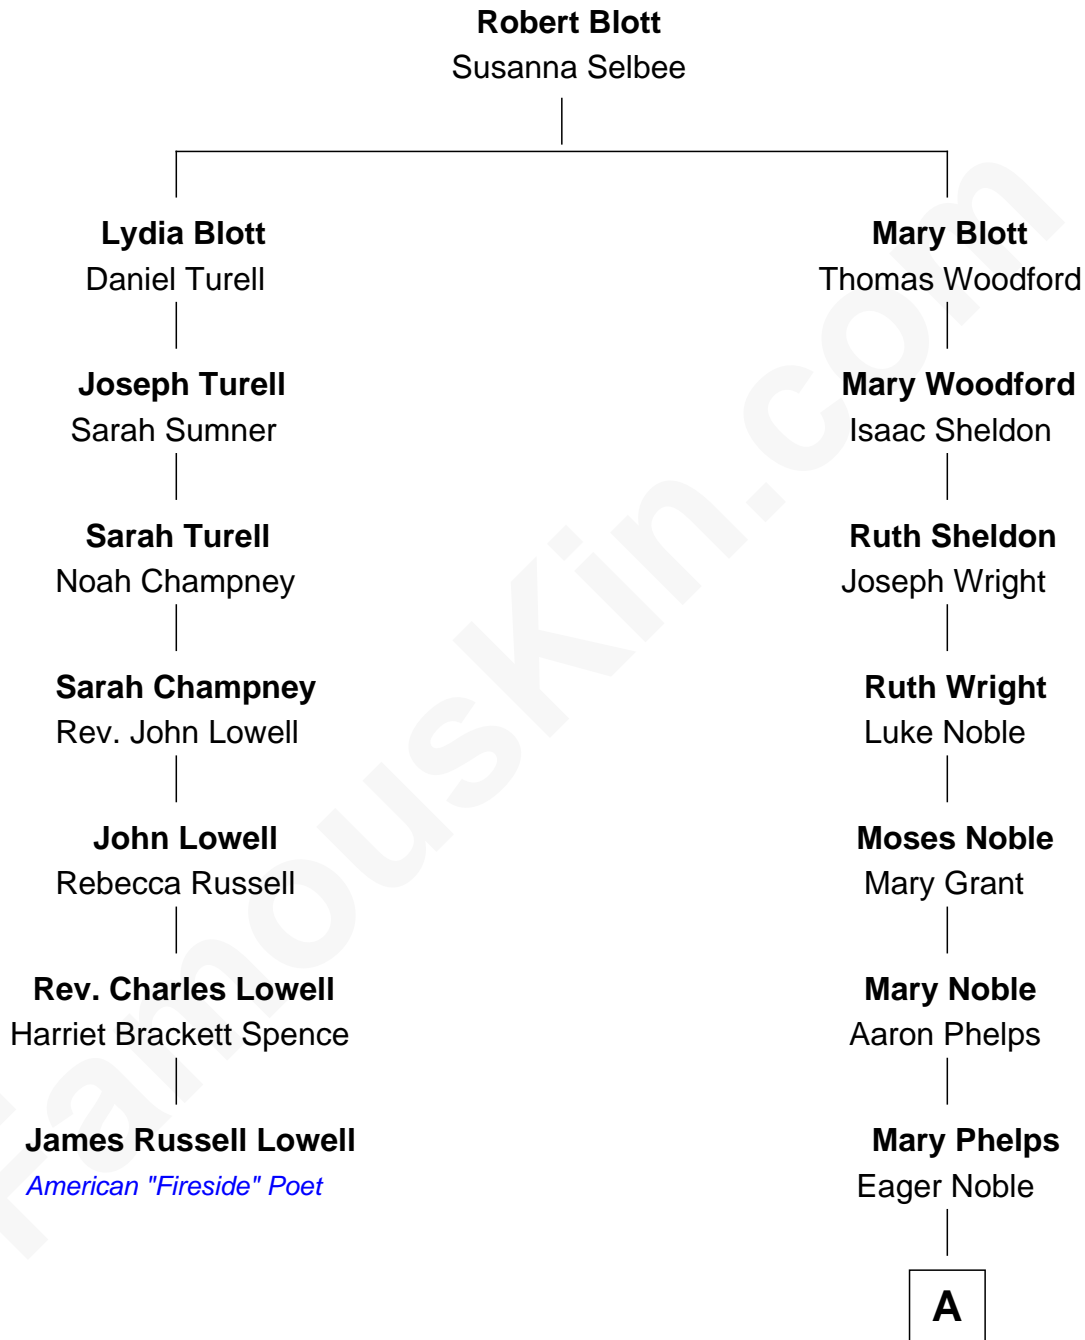 Robert Blott
Susanna Selbee
Lydia Blott
Daniel Turell
Mary Blott
Thomas Woodford
Joseph Turell
Sarah Sumner
Mary Woodford
Isaac Sheldon
Sarah Turell
Noah Champney
Ruth Sheldon
Joseph Wright
Sarah Champney
Rev. John Lowell
Ruth Wright
Luke Noble
John Lowell
Rebecca Russell
Moses Noble
Mary Grant
Rev. Charles Lowell
Harriet Brackett Spence
Mary Noble
Aaron Phelps
James Russell Lowell
American "Fireside" Poet
Mary Phelps
Eager Noble
A
FamousKin.com